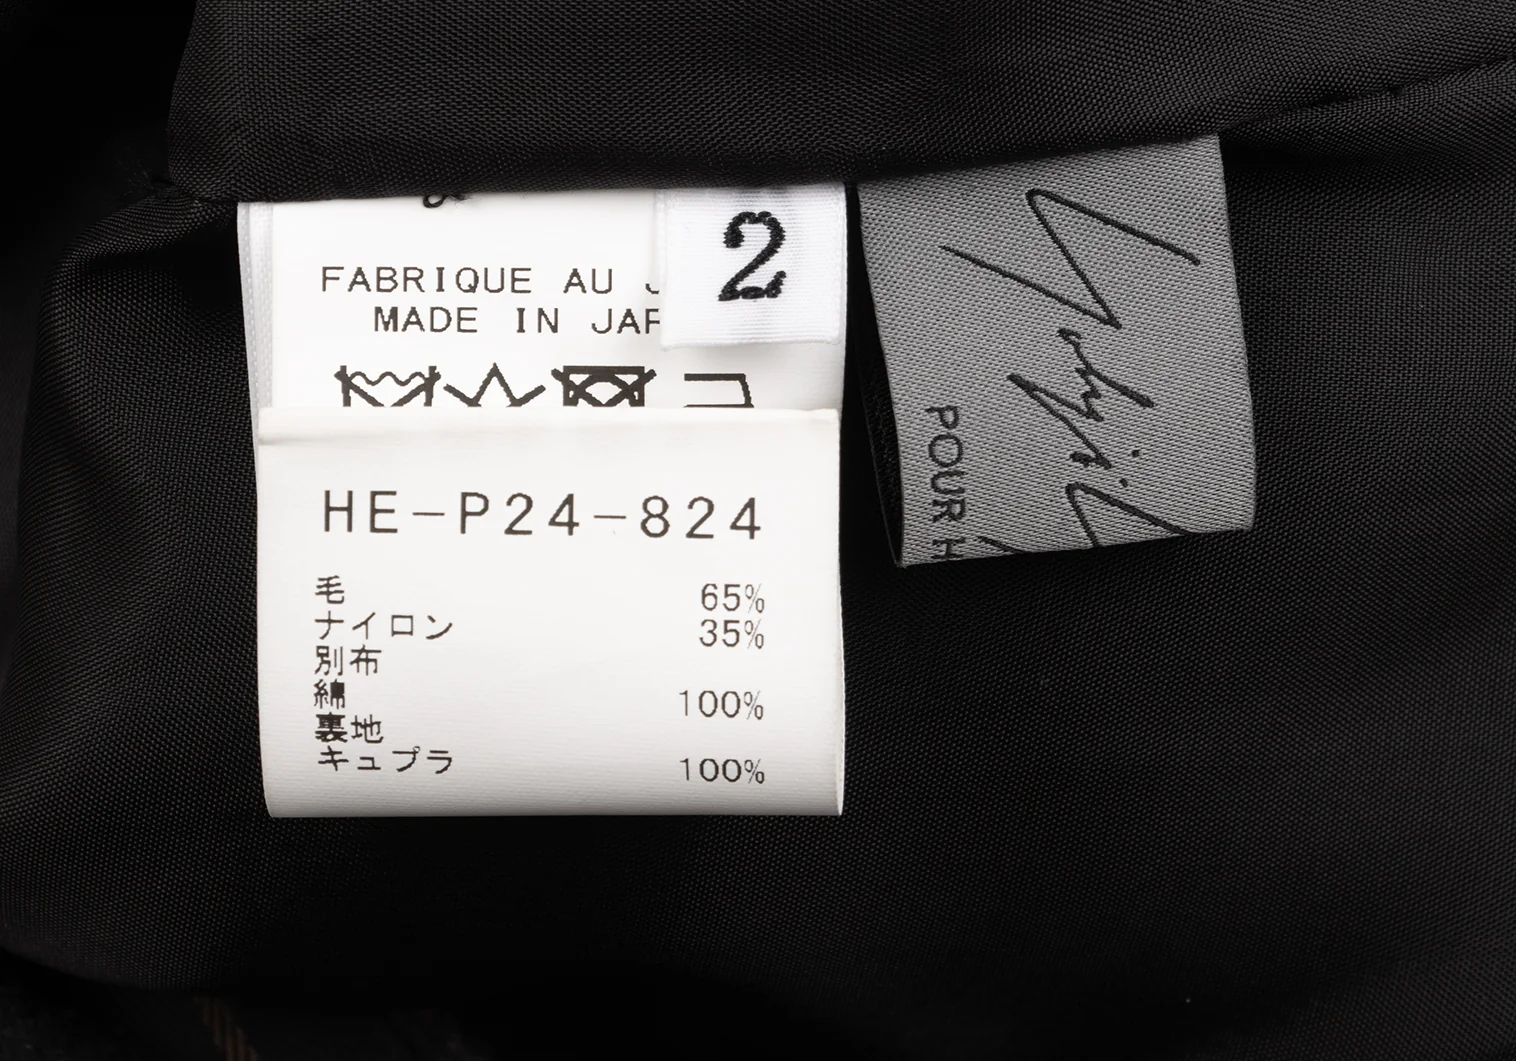 FABRIQUE AU
MADE IN
2
HE-P24-824
毛 65%
ナイロン 35%
別布
綿 100%
裏地
キュプラ 100%
Yohji
POUR